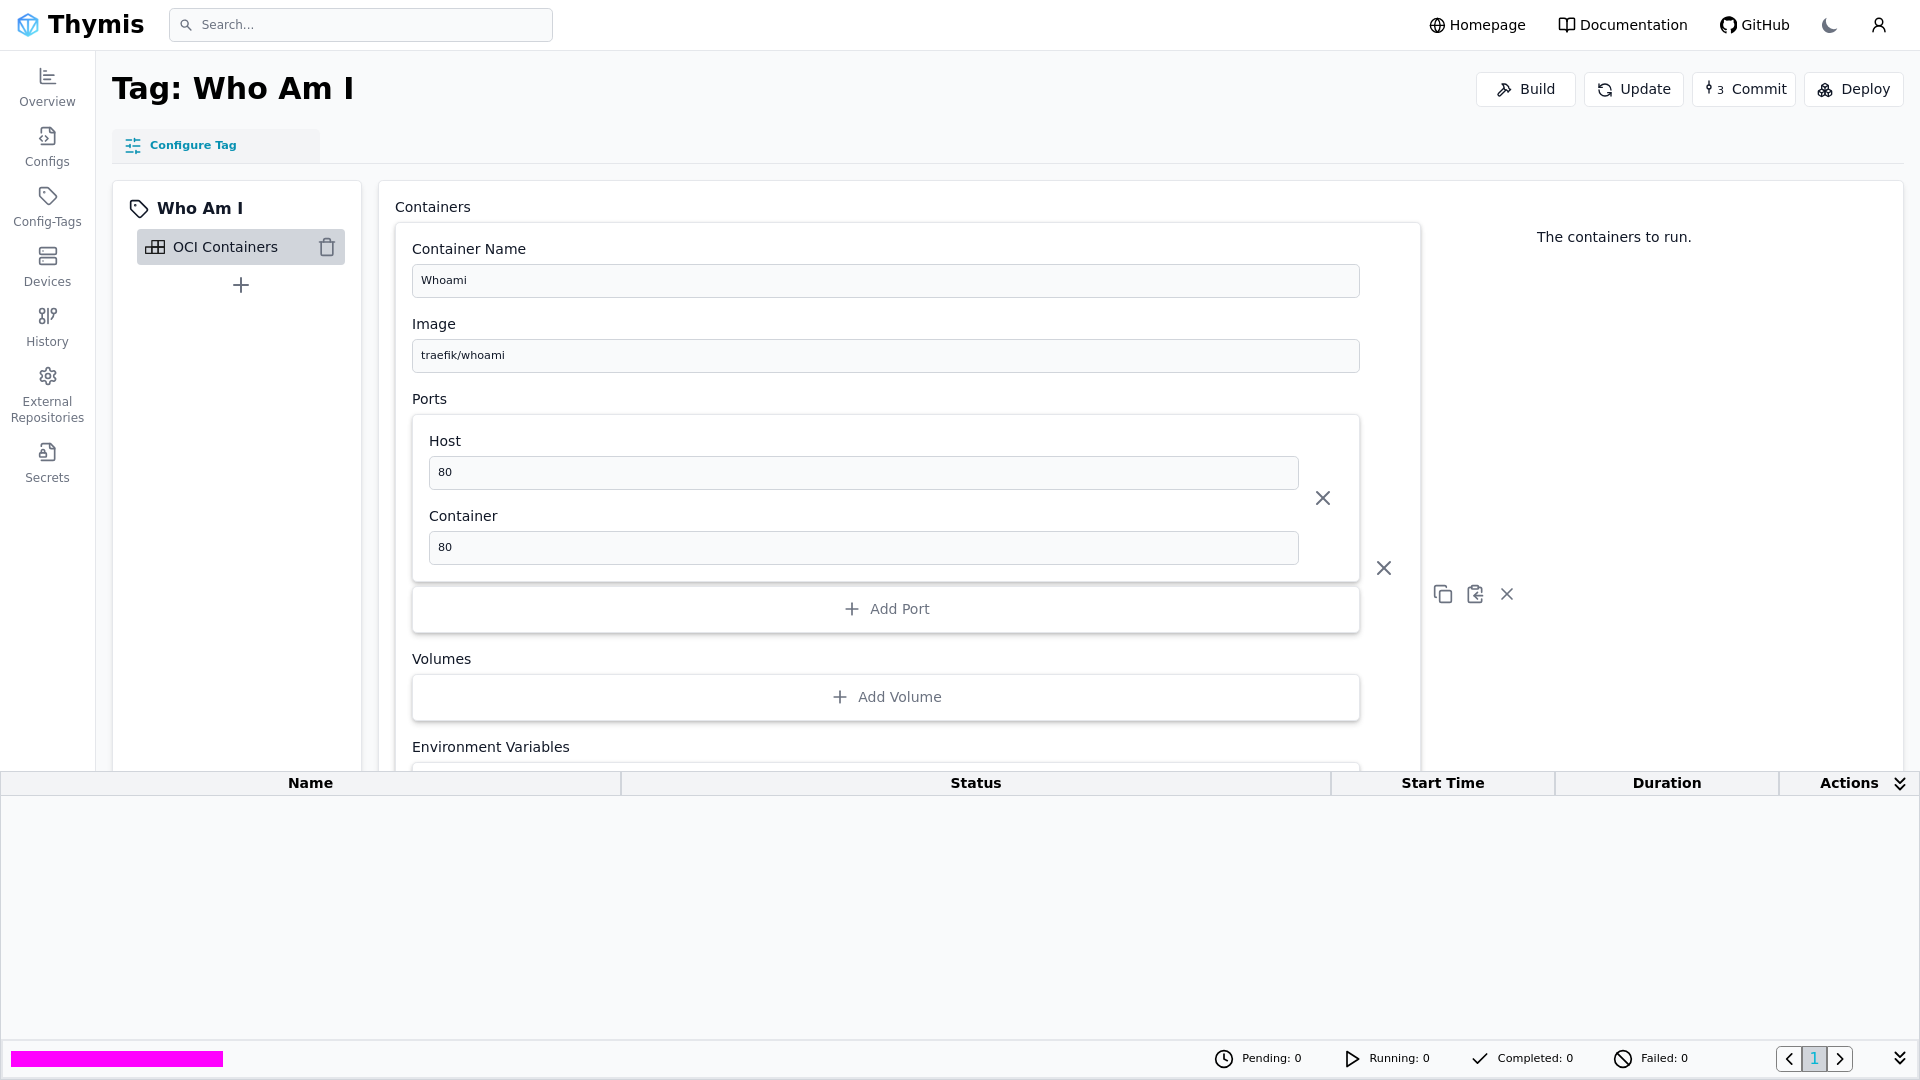 Thymis
Search...
Homepage
Documentation
GitHub
Overview
Configs
Config-Tags
Devices
History
External
Repositories
Secrets
Tag: Who Am I
Build
Update
3 Commit
Deploy
Configure Tag
Who Am I
OCI Containers
Containers
Container Name
Whoami
Image
traefik/whoami
Ports
Host
80
Container
80
Add Port
Volumes
Add Volume
Environment Variables
The containers to run.
Name Status Start Time Duration Actions
Pending: 0 Running: 0 Completed: 0 Failed: 0 1